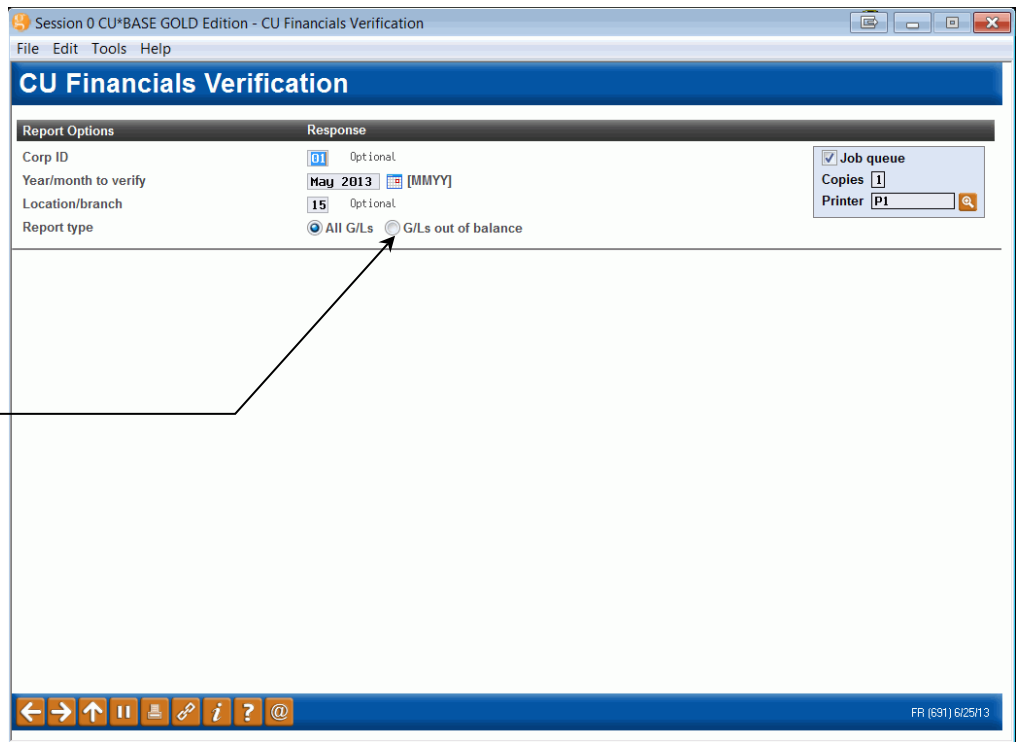 Session 0 CU*BASE GOLD Edition - CU Financials Verification
File Edit Tools Help
CU Financials Verification
Report Options Response
Corp ID 01 Optional
Job queue
Year/month to verify May 2013 [MMYY]
Copies 1
Location/branch 15 Optional
Printer P1
Report type All G/Ls G/Ls out of balance
FR (691) 6/25/13